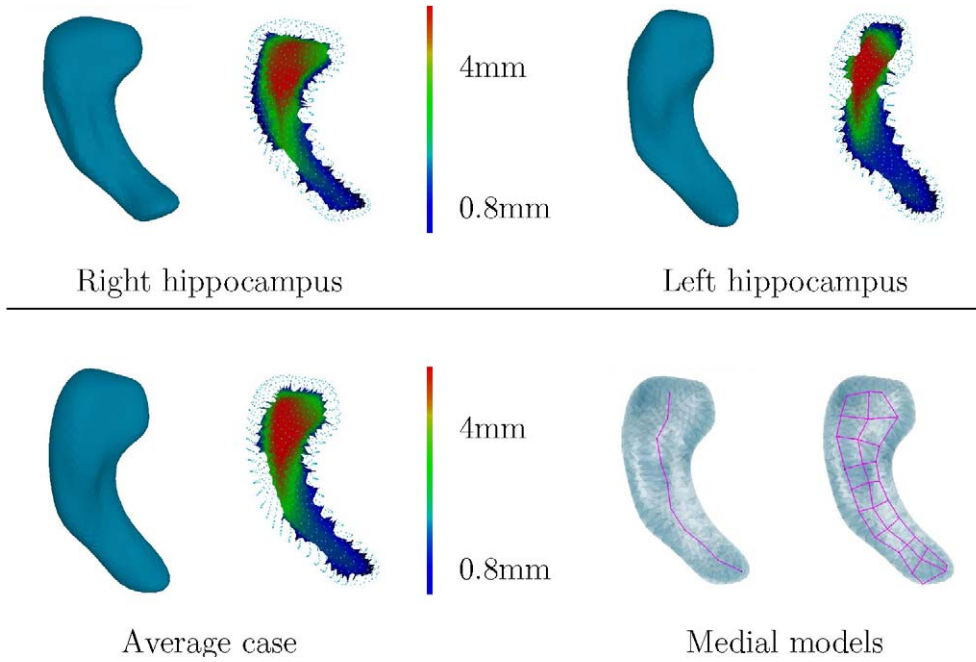 4mm
0.8mm
Right hippocampus
Left hippocampus
4mm
0.8mm
Average case
Medial models